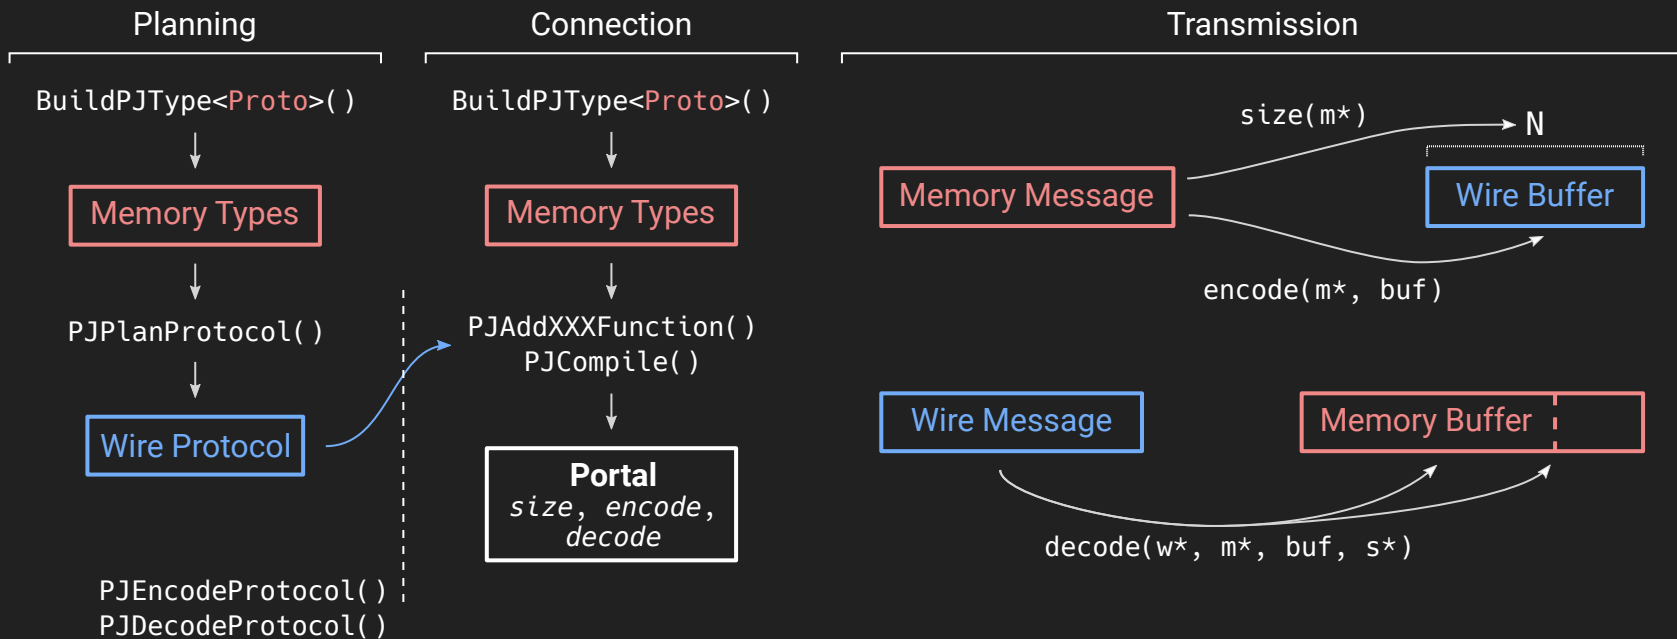 Planning
BuildPJType<Proto>()
Memory Types
PJPlanProtocol()
Wire Protocol
PJEncodeProtocol()
PJDecodeProtocol()
Connection
BuildPJType<Proto>()
Memory Types
PJAddXXXFunction()
PJCompile()
Portal
size, encode,
decode
Transmission
size(m*)
N
Memory Message
Wire Buffer
encode(m*, buf)
Wire Message
Memory Buffer
decode(w*, m*, buf, s*)